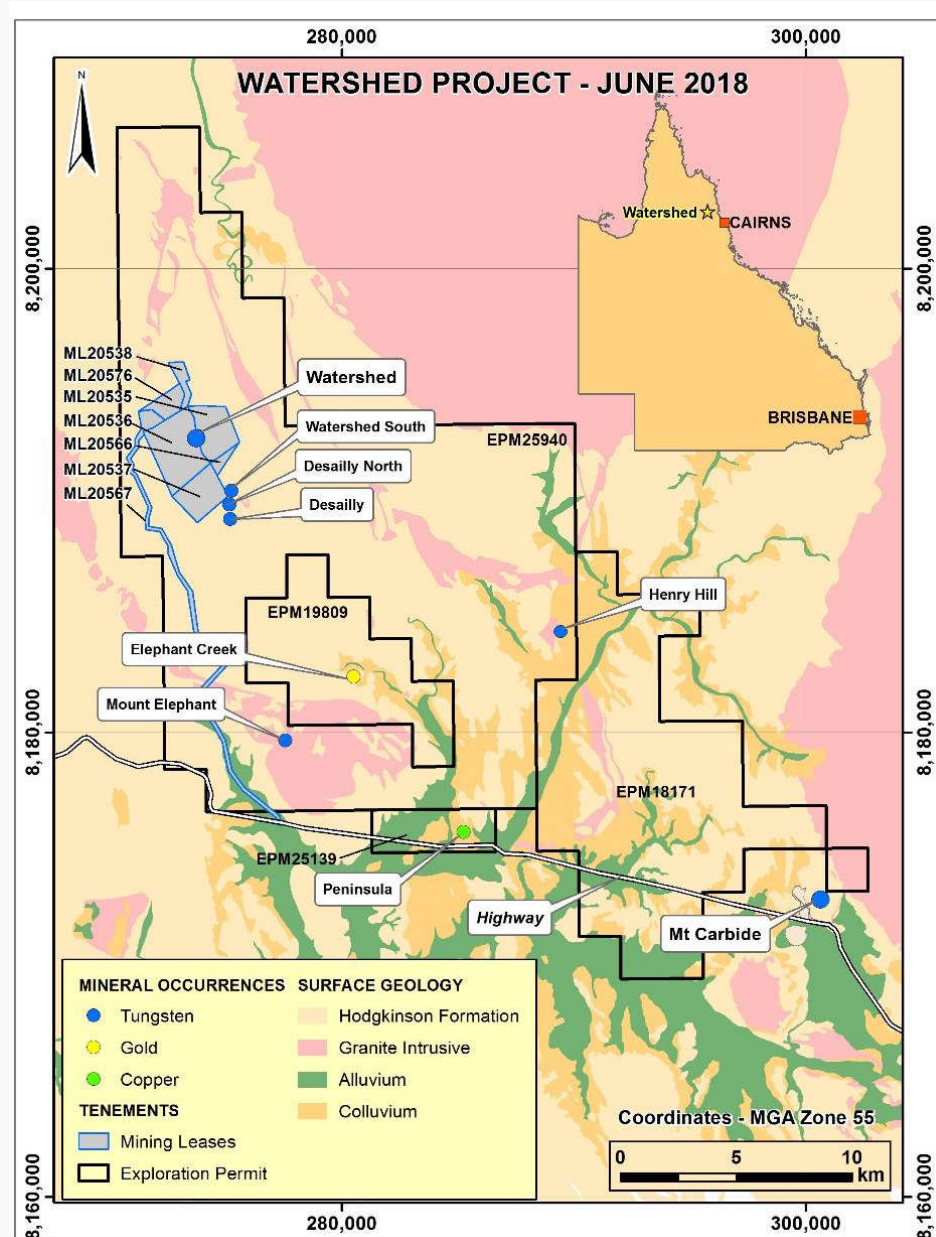 280,000
300,000
N
WATERSHED PROJECT - JUNE 2018
Watershed
CAIRNS
8,200,000
8,200,000
ML20538
ML20576
ML20535
ML20536
ML20566
ML20537
ML20567
Watershed
Watershed South
Desailly North
Desailly
BRISBANE
EPM25940
EPM19809
Henry Hill
Elephant Creek
Mount Elephant
8,180,000
8,180,000
EPM18171
EPM25139
Peninsula
Highway
Mt Carbide
MINERAL OCCURRENCES
Tungsten
Gold
Copper
TENEMENTS
Mining Leases
Exploration Permit
SURFACE GEOLOGY
Hodgkinson Formation
Granite Intrusive
Alluvium
Colluvium
Coordinates - MGA Zone 55
0 5 10
km
8,160,000
8,160,000
280,000
300,000